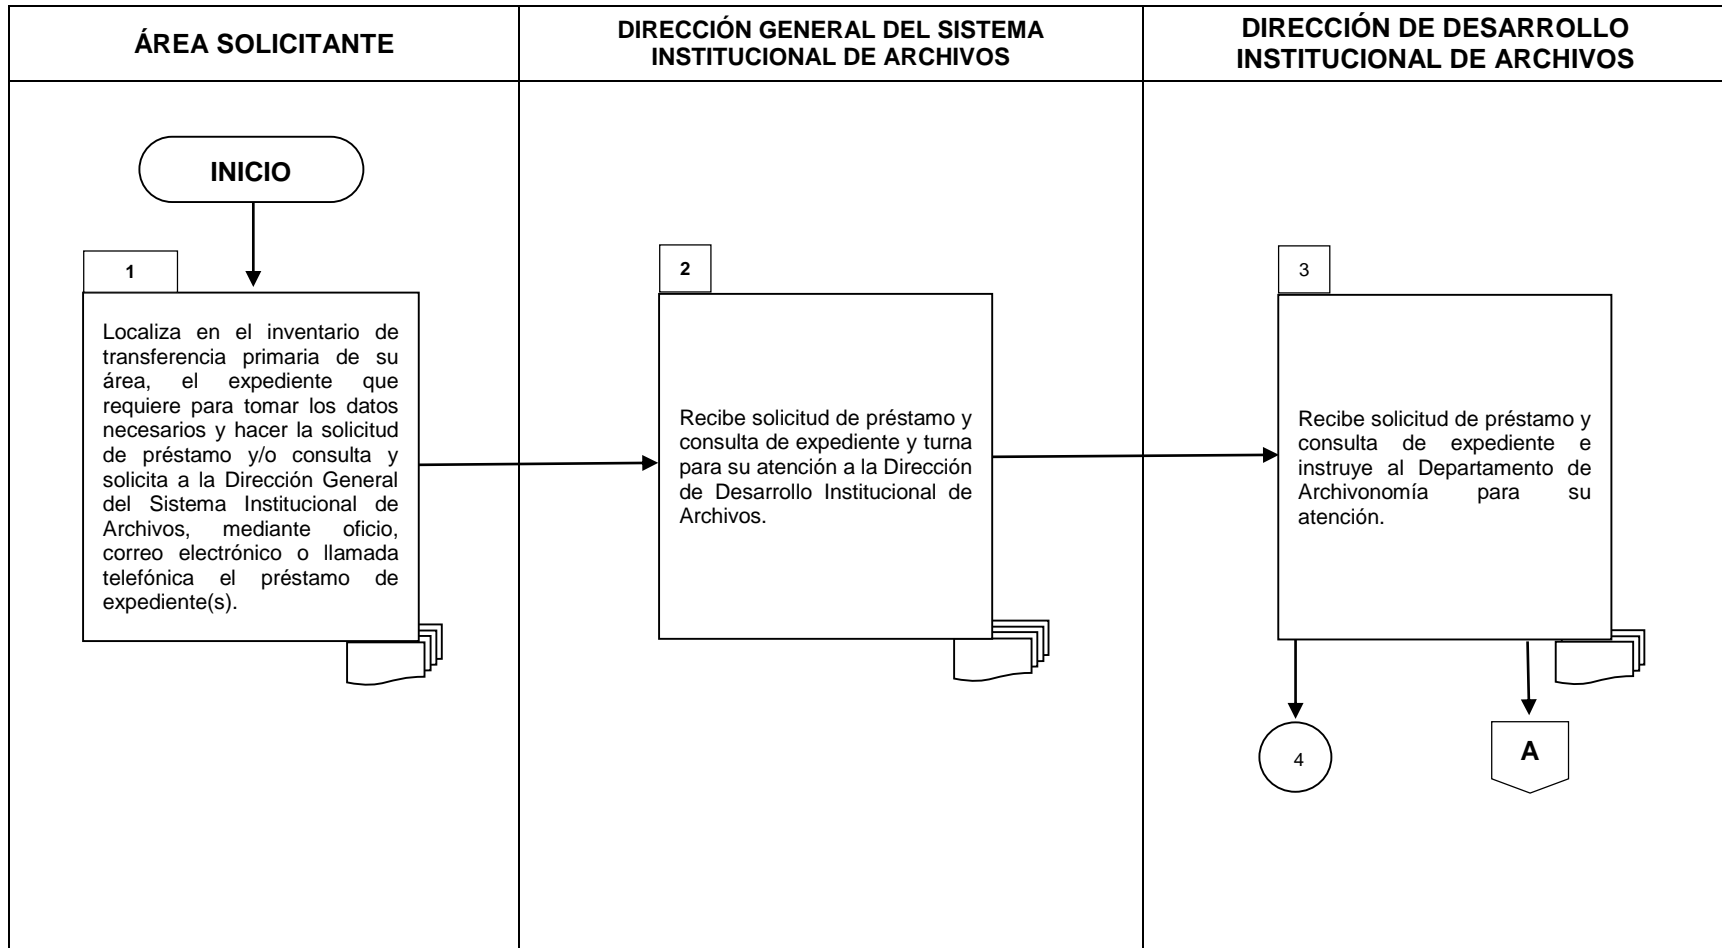 ÁREA SOLICITANTE
DIRECCIÓN GENERAL DEL SISTEMA
INSTITUCIONAL DE ARCHIVOS
DIRECCIÓN DE DESARROLLO
INSTITUCIONAL DE ARCHIVOS
INICIO
1
Localiza en el inventario de
transferencia primaria de su
área, el expediente que
requiere para tomar los datos
necesarios y hacer la solicitud
de préstamo y/o consulta y
solicita a la Dirección General
del Sistema Institucional de
Archivos, mediante oficio,
correo electrónico o llamada
telefónica el préstamo de
expediente(s).
2
Recibe solicitud de préstamo y
consulta de expediente y turna
para su atención a la Dirección
de Desarrollo Institucional de
Archivos.
3
Recibe solicitud de préstamo y
consulta de expediente e
instruye al Departamento de
Archivonomía para su
atención.
4
A